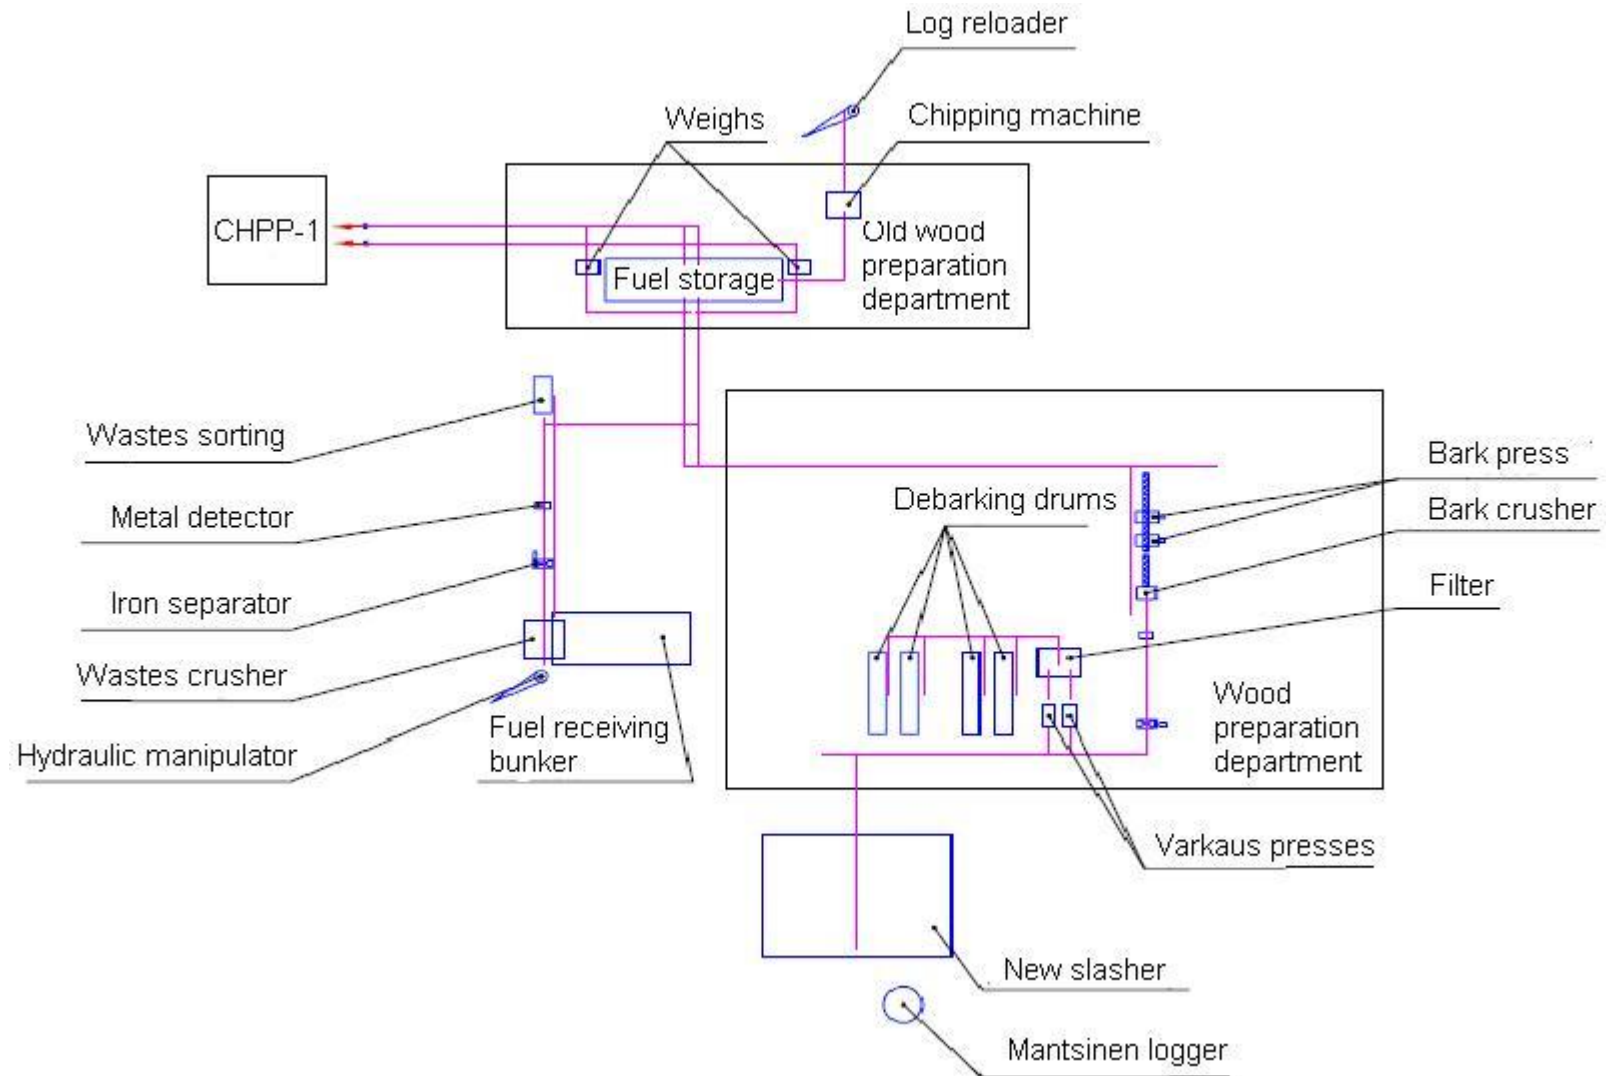 Log reloader
Weighs
Chipping machine
CHPP-1
Old wood
preparation
department
Fuel storage
Wastes sorting
Metal detector
Iron separator
Wastes crusher
Hydraulic manipulator
Fuel receiving
bunker
Debarking drums
Bark press
Bark crusher
Filter
Wood
preparation
department
Varkaus presses
New slasher
Mantsinen logger